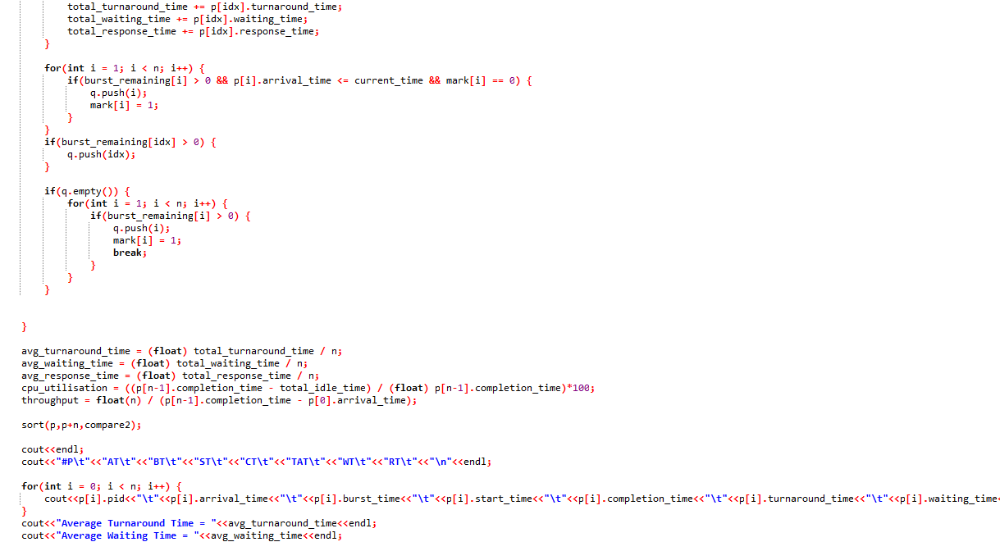 total_turnaround_time += p[idx].turnaround_time;
total_waiting_time += p[idx].waiting_time;
total_response_time += p[idx].response_time;
}
for(int i = 1; i < n; i++) {
if(burst_remaining[i] > 0 && p[i].arrival_time <= current_time && mark[i] == 0) {
q.push(i);
mark[i] = 1;
}
}
if(burst_remaining[idx] > 0) {
q.push(idx);
}
if(q.empty()) {
for(int i = 1; i < n; i++) {
if(burst_remaining[i] > 0) {
q.push(i);
mark[i] = 1;
break;
}
}
}
}
avg_turnaround_time = (float) total_turnaround_time / n;
avg_waiting_time = (float) total_waiting_time / n;
avg_response_time = (float) total_response_time / n;
cpu_utilisation = ((p[n-1].completion_time - total_idle_time) / (float) p[n-1].completion_time)*100;
throughput = float(n) / (p[n-1].completion_time - p[0].arrival_time);
sort(p,p+n,compare2);
cout<<endl;
cout<<"#P\t"<<"AT\t"<<"BT\t"<<"ST\t"<<"CT\t"<<"TAT\t"<<"WT\t"<<"RT\t"<<"\n"<<endl;
for(int i = 0; i < n; i++) {
cout<<p[i].pid<<"\t"<<p[i].arrival_time<<"\t"<<p[i].burst_time<<"\t"<<p[i].start_time<<"\t"<<p[i].completion_time<<"\t"<<p[i].turnaround_time<<"\t"<<p[i].waiting_time<
}
cout<<"Average Turnaround Time = "<<avg_turnaround_time<<endl;
cout<<"Average Waiting Time = "<<avg_waiting_time<<endl;